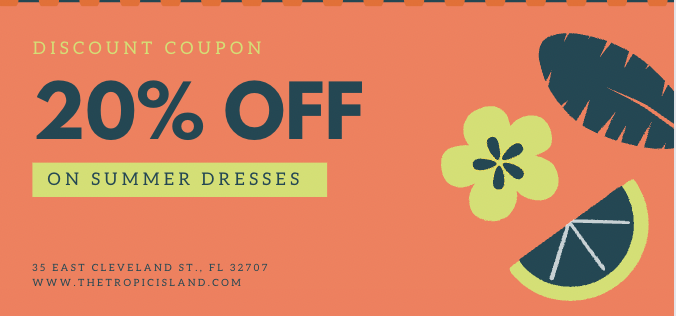 DISCOUNT COUPON
20% OFF
ON SUMMER DRESSES
35 EAST CLEVELAND ST., FL 32707
WWW.THETROPICISLAND.COM